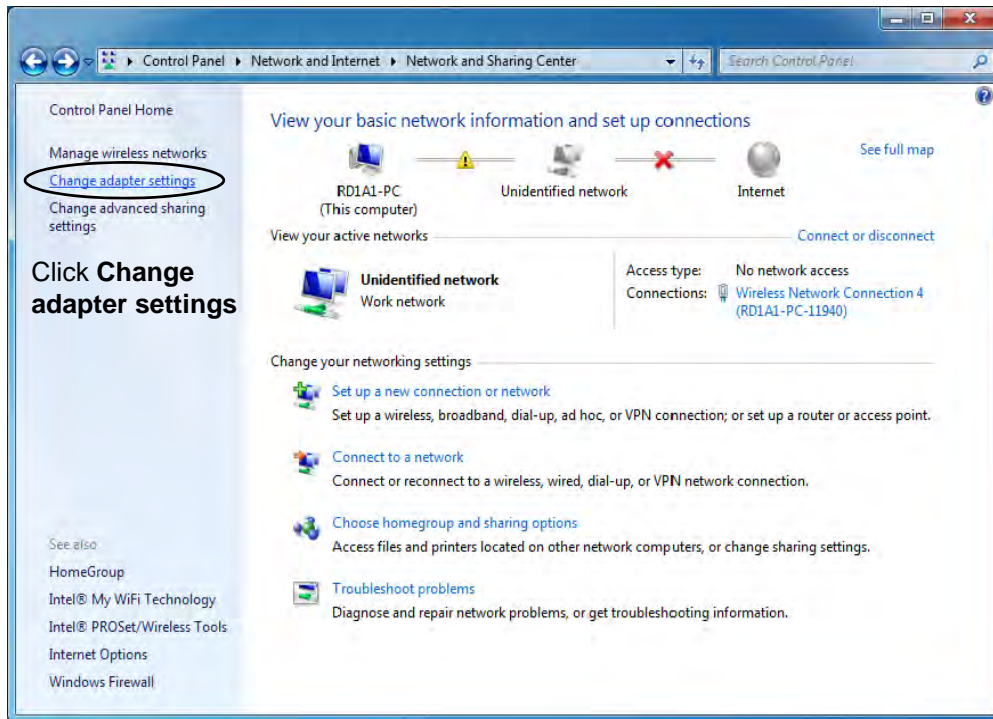 Control Panel ▸ Network and Internet ▸ Network and Sharing Center
Search Control Panel
Control Panel Home
Manage wireless networks
Change adapter settings
Change advanced sharing
settings
Click Change
adapter settings
See also
HomeGroup
Intel® My WiFi Technology
Intel® PROSet/Wireless Tools
Internet Options
Windows Firewall
View your basic network information and set up connections
See full map
RD1A1-PC
(This computer)
Unidentified network
Internet
View your active networks
Connect or disconnect
Unidentified network
Work network
Access type: No network access
Connections: Wireless Network Connection 4
(RD1A1-PC-11940)
Change your networking settings
Set up a new connection or network
Set up a wireless, broadband, dial-up, ad hoc, or VPN connection; or set up a router or access point.
Connect to a network
Connect or reconnect to a wireless, wired, dial-up, or VPN network connection.
Choose homegroup and sharing options
Access files and printers located on other network computers, or change sharing settings.
Troubleshoot problems
Diagnose and repair network problems, or get troubleshooting information.